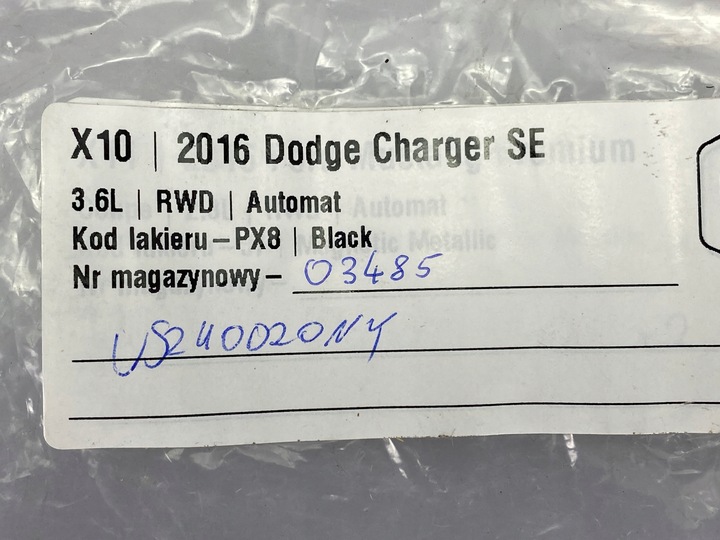 X10 | 2016 Dodge Charger SE
3.6L | RWD | Automat
Kod lakieru – PX8 | Black
Nr magazynowy – 03485
USZKODZONY